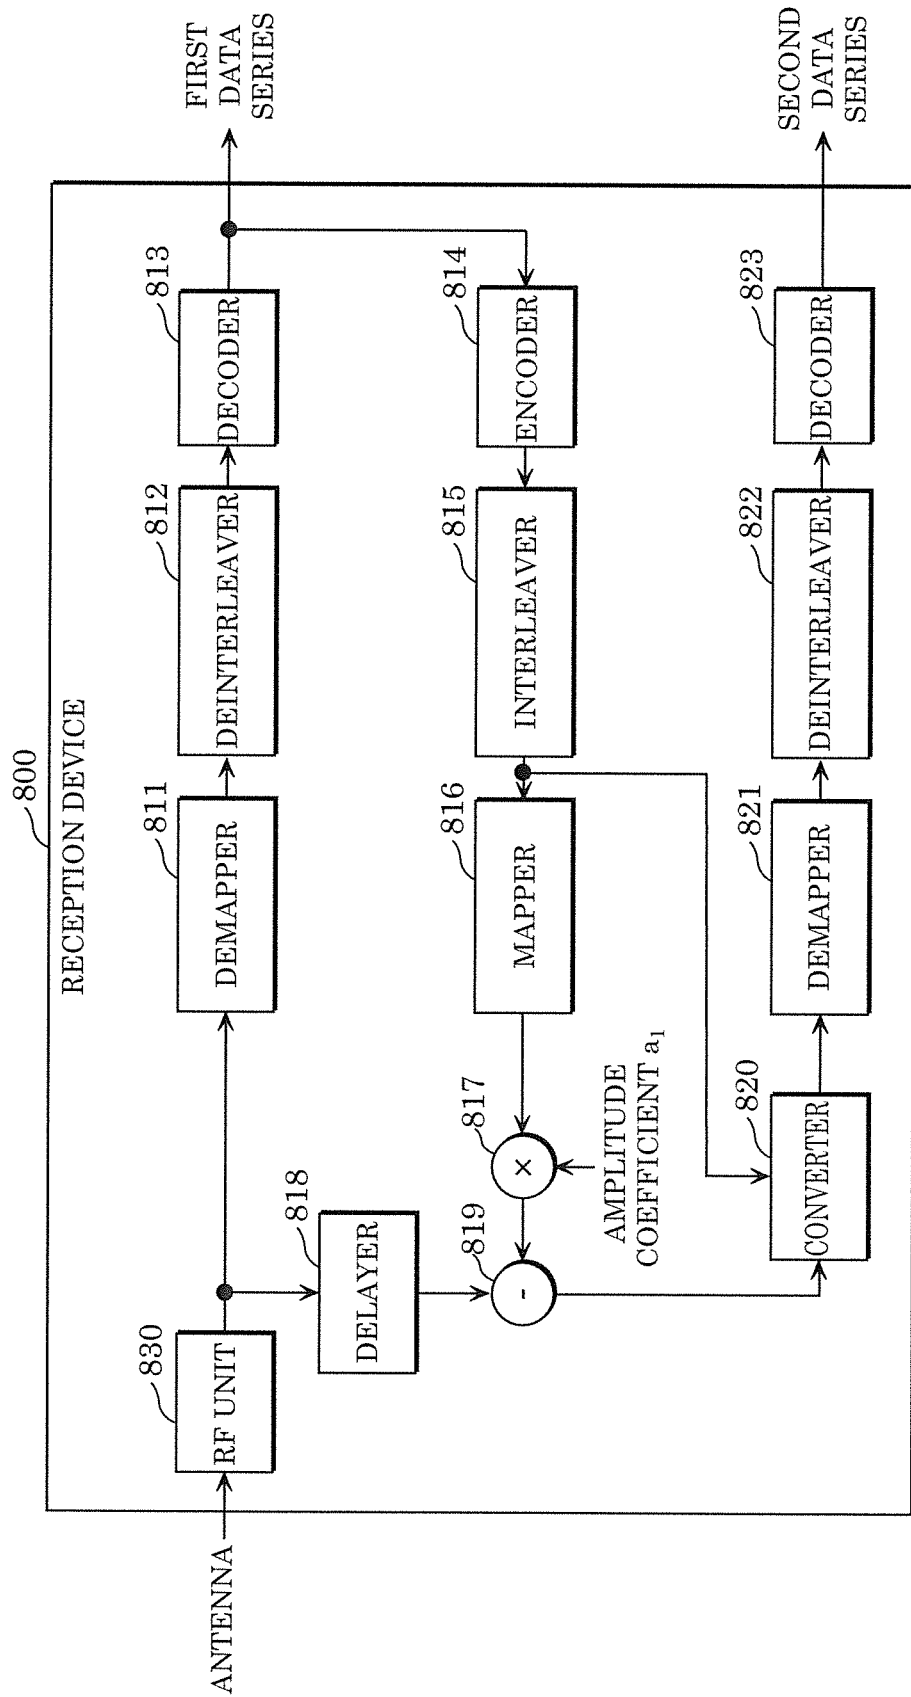 800
RECEPTION DEVICE
ANTENNA
830
RF UNIT
811
DEMAPPER
812
DEINTERLEAVER
813
DECODER
FIRST
DATA
SERIES
818
DELAYER
819
-
817
×
AMPLITUDE
COEFFICIENT a1
816
MAPPER
815
INTERLEAVER
814
ENCODER
820
CONVERTER
821
DEMAPPER
822
DEINTERLEAVER
823
DECODER
SECOND
DATA
SERIES